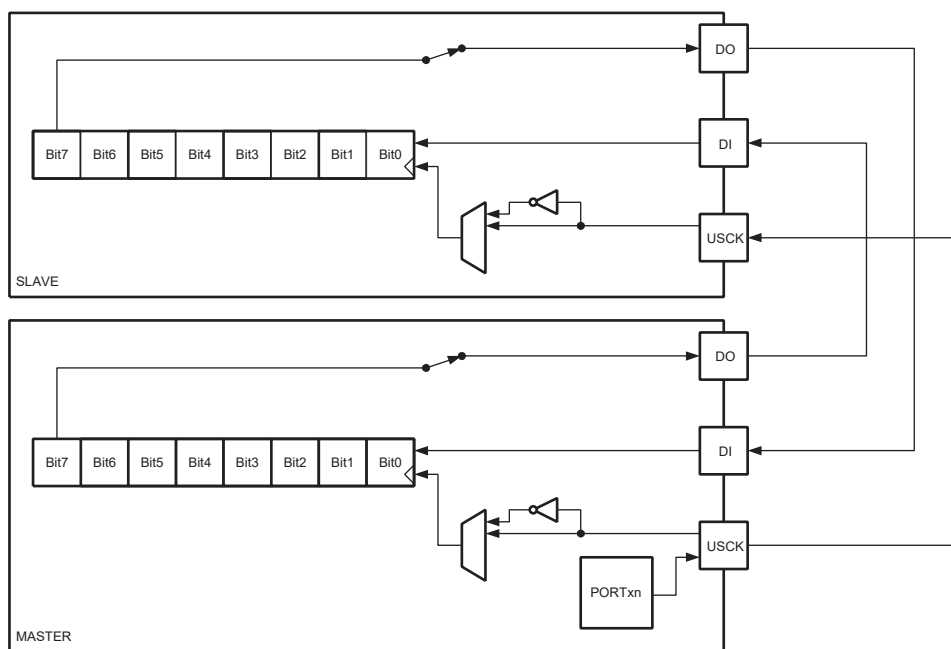 DO
DI
Bit7 Bit6 Bit5 Bit4 Bit3 Bit2 Bit1 Bit0
USCK
SLAVE
DO
DI
Bit7 Bit6 Bit5 Bit4 Bit3 Bit2 Bit1 Bit0
USCK
PORTxn
MASTER